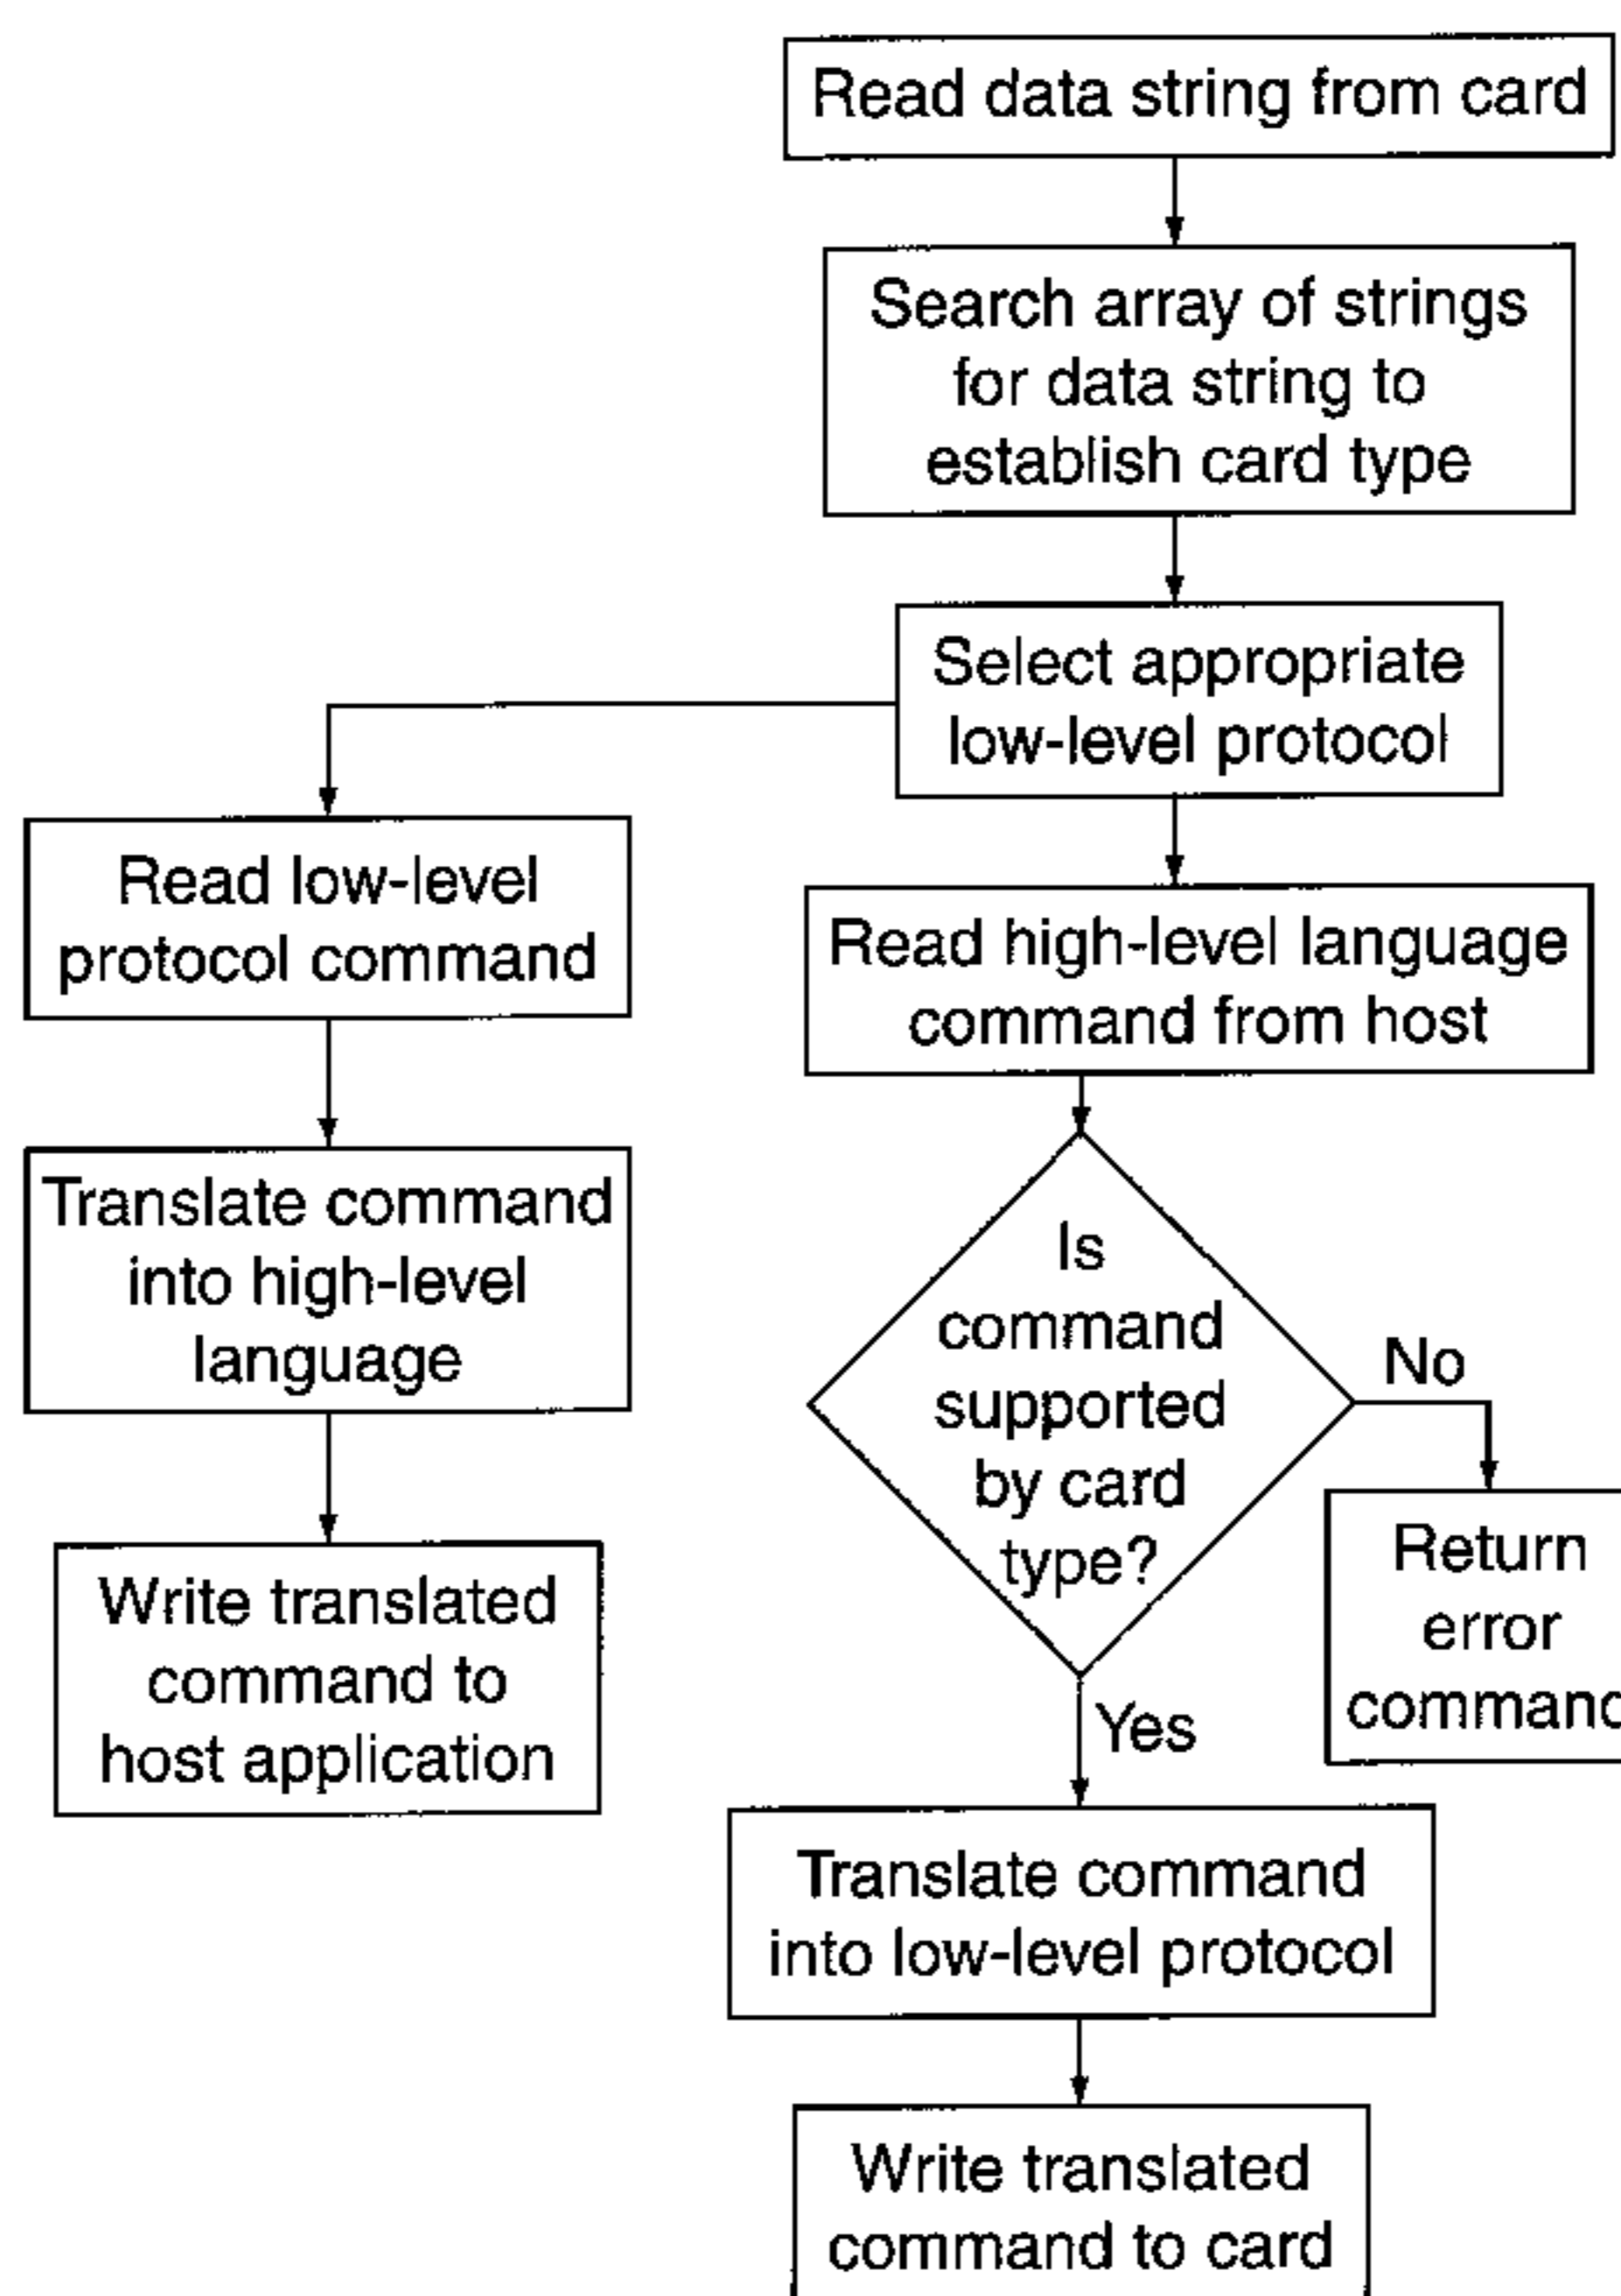 Read data string from card
Search array of strings
for data string to
establish card type
Select appropriate
low-level protocol
Read low-level
protocol command
Read high-level language
command from host
Translate command
into high-level
language
Is
command
supported
by card
type?
No
Return
error
command
Write translated
command to
host application
Yes
Translate command
into low-level protocol
Write translated
command to card